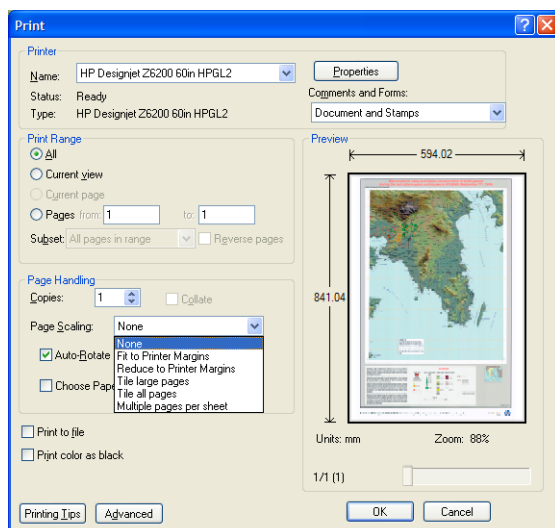 Print
Printer
Name: HP Designjet Z6200 60in HPGL2
Properties
Status: Ready
Comments and Forms:
Type: HP Designjet Z6200 60in HPGL2
Document and Stamps
Print Range
All
Current view
Current page
Pages from: 1 to: 1
Subset: All pages in range
Reverse pages
Preview
594.02
841.04
Page Handling
Copies: 1
Collate
Page Scaling: None
None
Fit to Printer Margins
Reduce to Printer Margins
Tile large pages
Tile all pages
Multiple pages per sheet
Auto-Rotate
Print to file
Print color as black
Units: mm Zoom: 88%
1/1 (1)
Printing Tips
Advanced
OK
Cancel